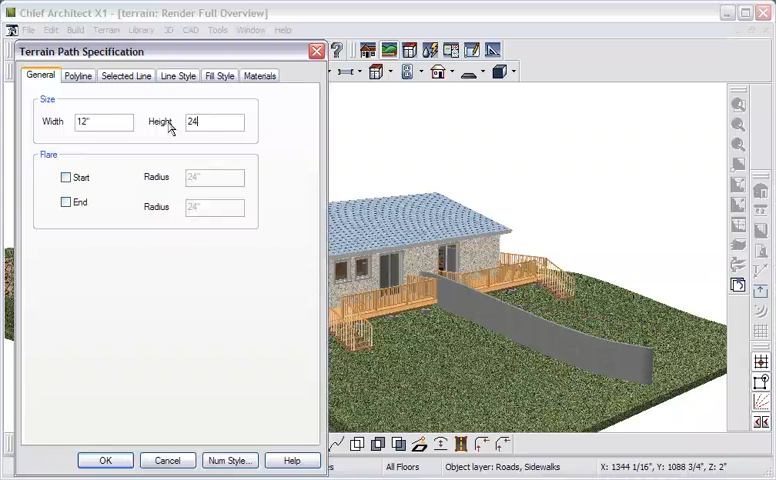 Chief Architect X1 - [terrain: Render Full Overview]
File Edit Build Terrain Library 3D CAD Tools Window Help
Terrain Path Specification
General Polyline Selected Line Line Style Fill Style Materials
Size
Width 12" Height 24
Flare
Start Radius 24"
End Radius 24"
OK Cancel Num Style... Help
All Floors Object layer: Roads, Sidewalks X: 1344 1/16", Y: 1088 3/4", Z: 2"